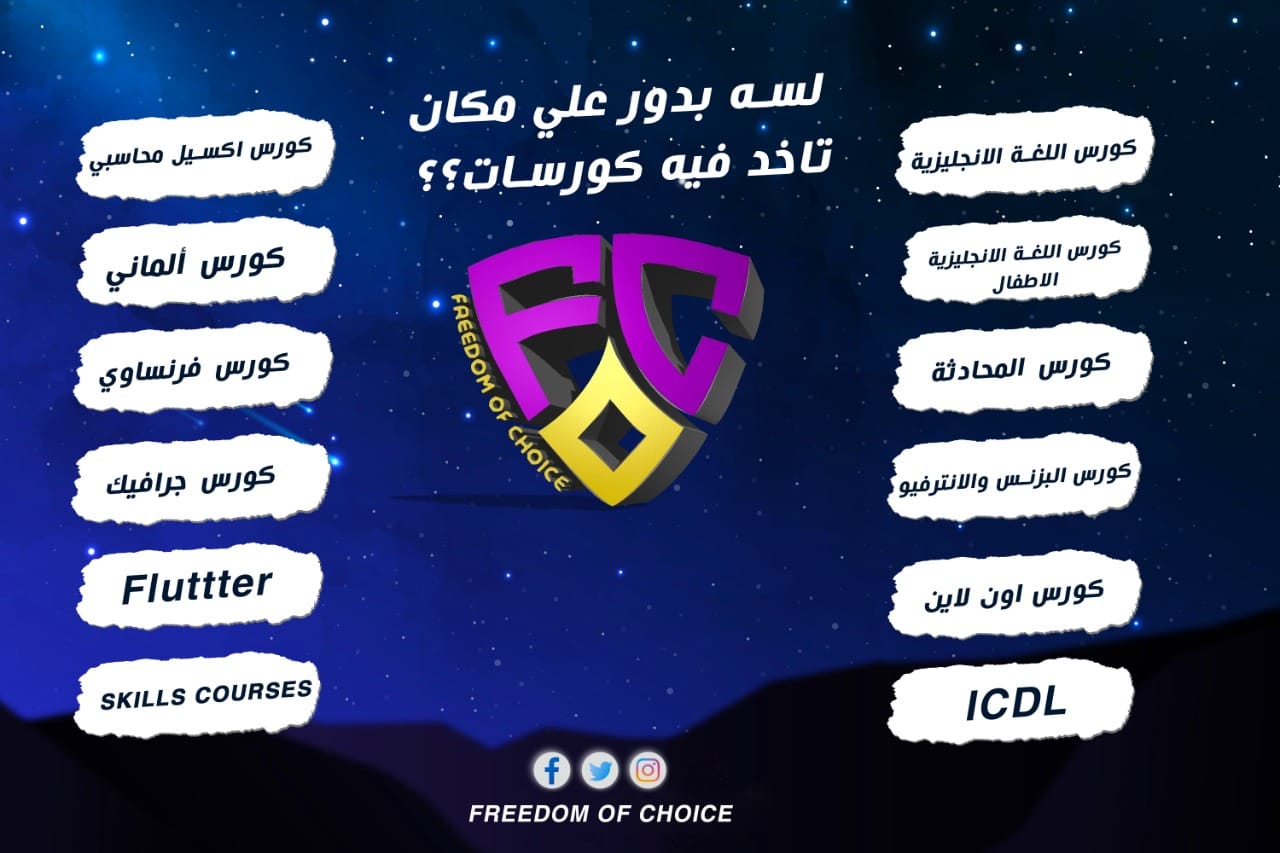 لسه بدور علي مكان
تاخد فيه كورسات؟؟
كورس اللغة الانجليزية
كورس اللغة الانجليزية
الاطفال
كورس المحادثة
كورس البزنس والانترفيو
كورس اون لاين
ICDL
FC
FREEDOM OF CHOICE
كورس اكسيل محاسبي
كورس ألماني
كورس فرنساوي
كورس جرافيك
Fluttter
SKILLS COURSES
FREEDOM OF CHOICE